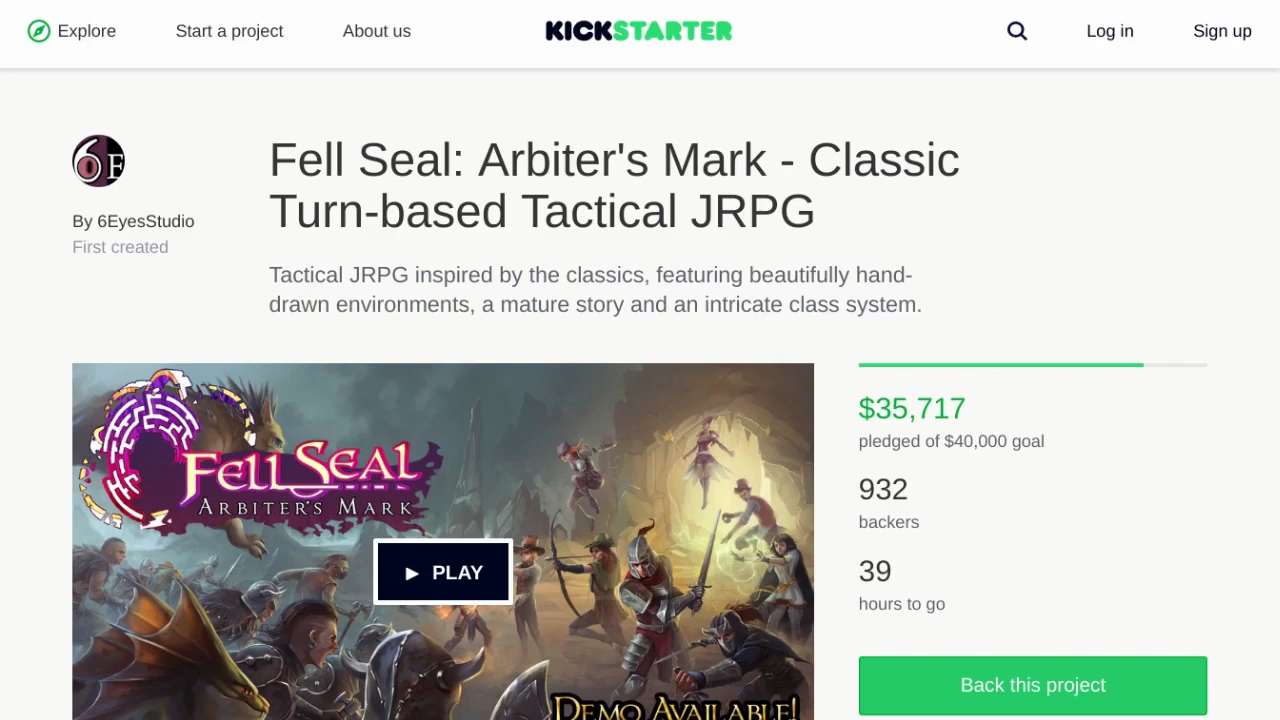 Explore
Start a project
About us
KICKSTARTER
Log in
Sign up
6E
By 6EyesStudio
First created
Fell Seal: Arbiter's Mark - Classic
Turn-based Tactical JRPG
Tactical JRPG inspired by the classics, featuring beautifully hand-
drawn environments, a mature story and an intricate class system.
FELL SEAL
ARBITER'S MARK
PLAY
DEMO AVAILABLE!
$35,717
pledged of $40,000 goal
932
backers
39
hours to go
Back this project